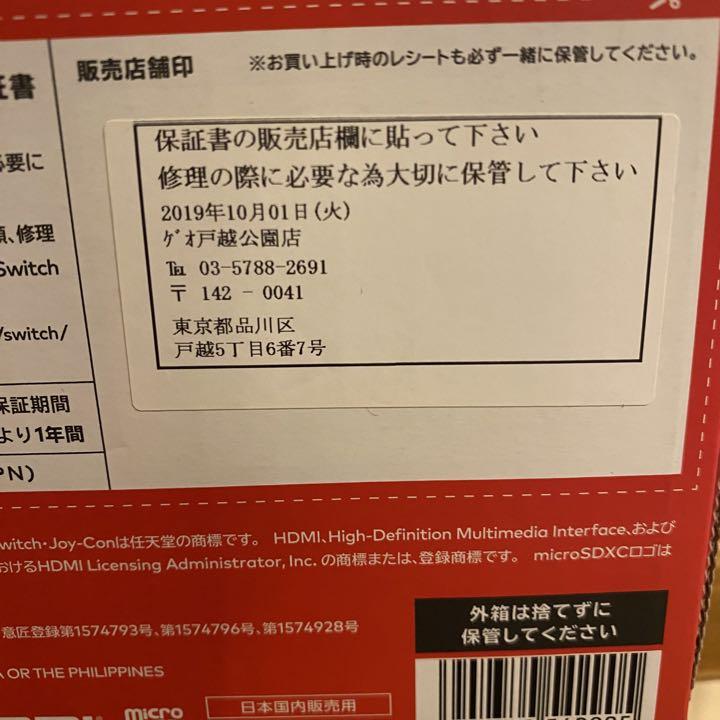 証書
販売店舗印
※お買い上げ時のレシートも必ず一緒に保管してください。
必要に
保証書の販売店欄に貼って下さい
修理の際に必要な為大切に保管して下さい
2019年10月01日(火)
ｹﾞｵ戸越公園店
℡ 03-5788-2691
〒 142 - 0041
東京都品川区
戸越5丁目6番7号
、修理
Switch
/switch/
保証期間
より1年間
PN)
witch・Joy-Conは任天堂の商標です。 HDMI、High-Definition Multimedia Interface、および
おけるHDMI Licensing Administrator, Inc. の商標または、登録商標です。 microSDXCロゴは
意匠登録第1574793号、第1574796号、第1574928号
外箱は捨てずに
保管してください
A OR THE PHILIPPINES
micro
日本国内販売用